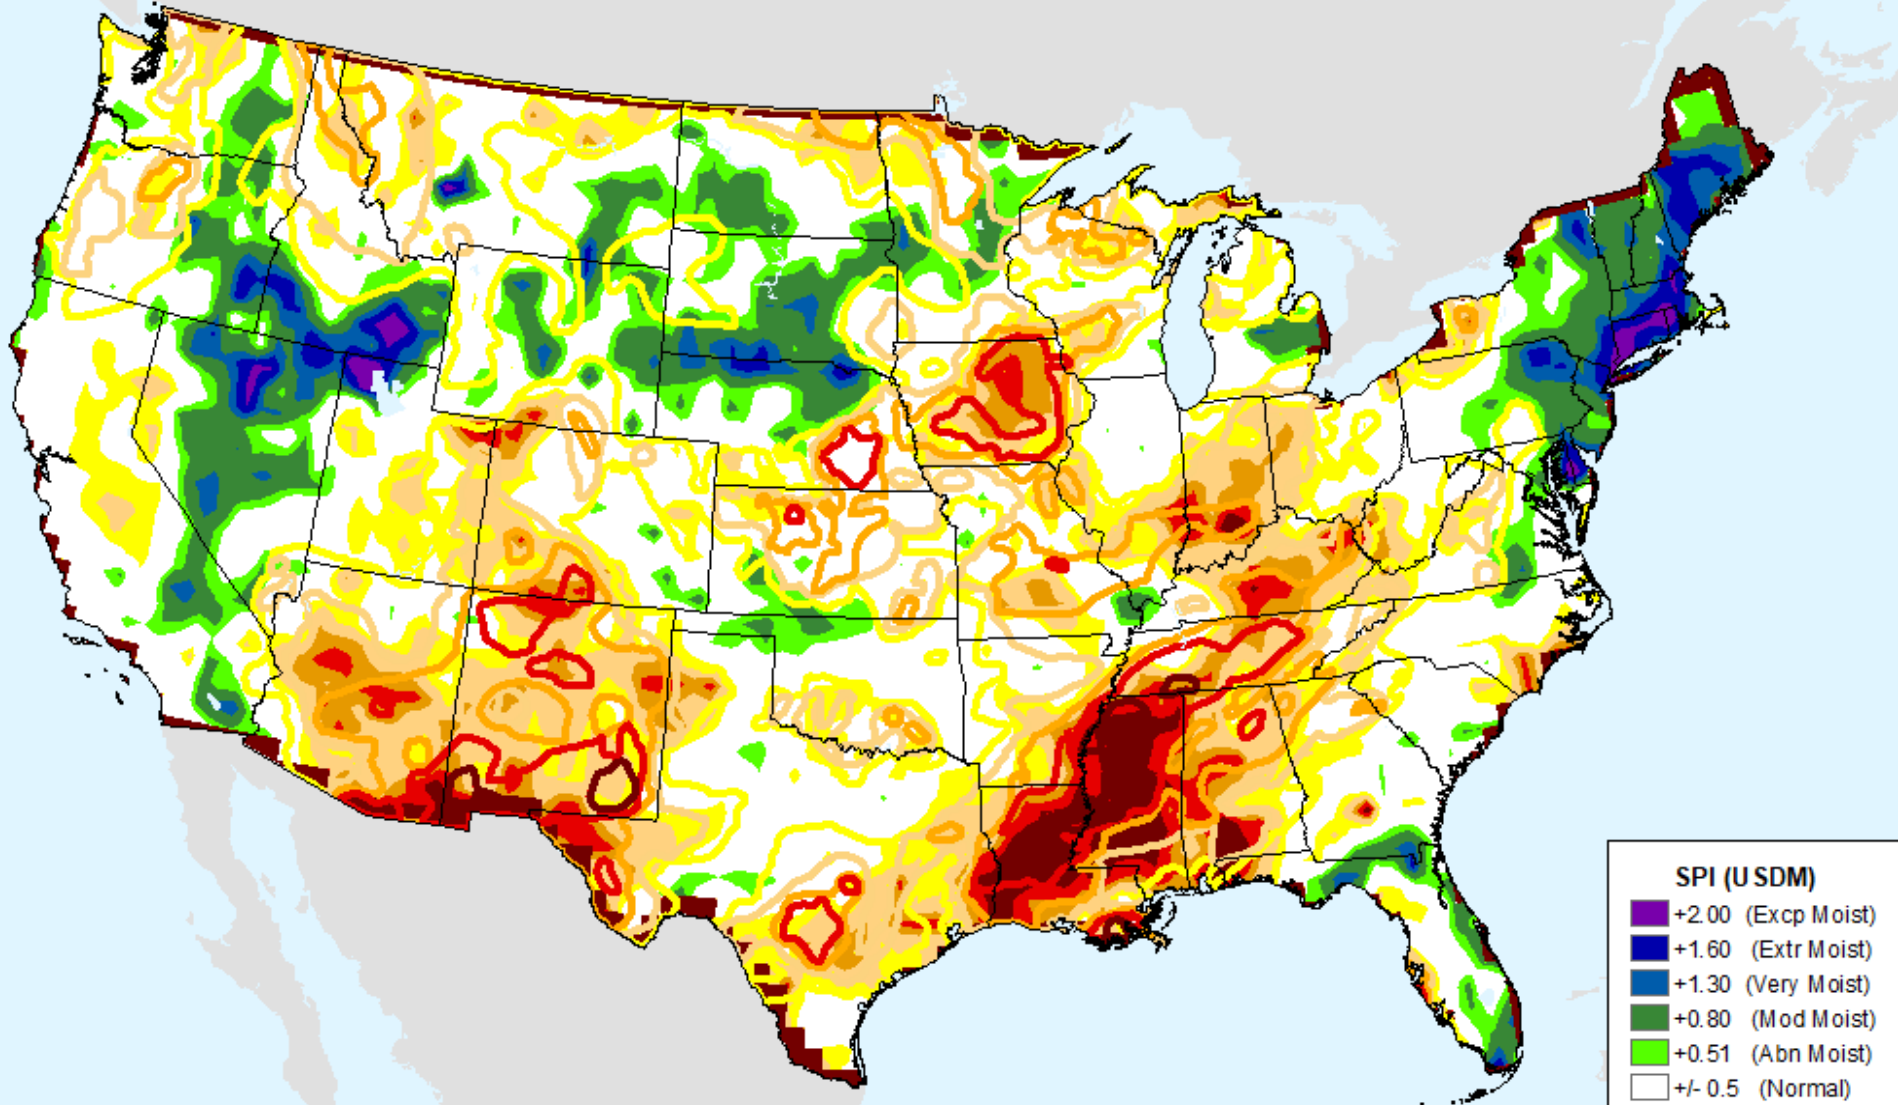 SPI (USDM)
+2.00 (Excp Moist)
+1.60 (Extr Moist)
+1.30 (Very Moist)
+0.80 (Mod Moist)
+0.51 (Abn Moist)
+/- 0.5 (Normal)